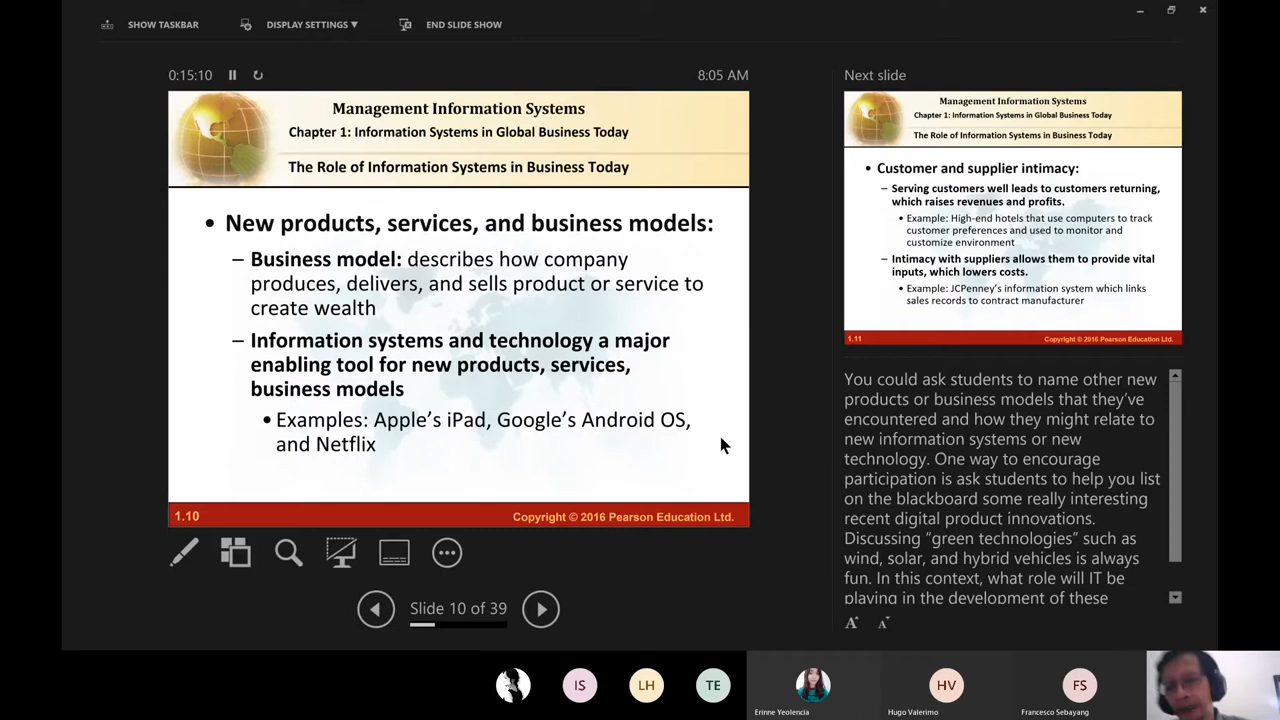 SHOW TASKBAR
DISPLAY SETTINGS ▼
END SLIDE SHOW
0:15:10
8:05 AM
Management Information Systems
Chapter 1: Information Systems in Global Business Today
The Role of Information Systems in Business Today
• New products, services, and business models:
– Business model: describes how company
produces, delivers, and sells product or service to
create wealth
– Information systems and technology a major
enabling tool for new products, services,
business models
• Examples: Apple's iPad, Google's Android OS,
and Netflix
1.10
Copyright © 2016 Pearson Education Ltd.
Slide 10 of 39
Next slide
Management Information Systems
Chapter 1: Information Systems in Global Business Today
The Role of Information Systems in Business Today
• Customer and supplier intimacy:
– Serving customers well leads to customers returning,
which raises revenues and profits.
• Example: High-end hotels that use computers to track
customer preferences and used to monitor and
customize environment
– Intimacy with suppliers allows them to provide vital
inputs, which lowers costs.
• Example: JCPenney's information system which links
sales records to contract manufacturer
1.11
Copyright © 2016 Pearson Education Ltd.
You could ask students to name other new
products or business models that they've
encountered and how they might relate to
new information systems or new
technology. One way to encourage
participation is ask students to help you list
on the blackboard some really interesting
recent digital product innovations.
Discussing “green technologies” such as
wind, solar, and hybrid vehicles is always
fun. In this context, what role will IT be
playing in the development of these
A
A
IS
LH
TE
Erinne Yeolencia
HV
Hugo Valerimo
FS
Francesco Sebayang